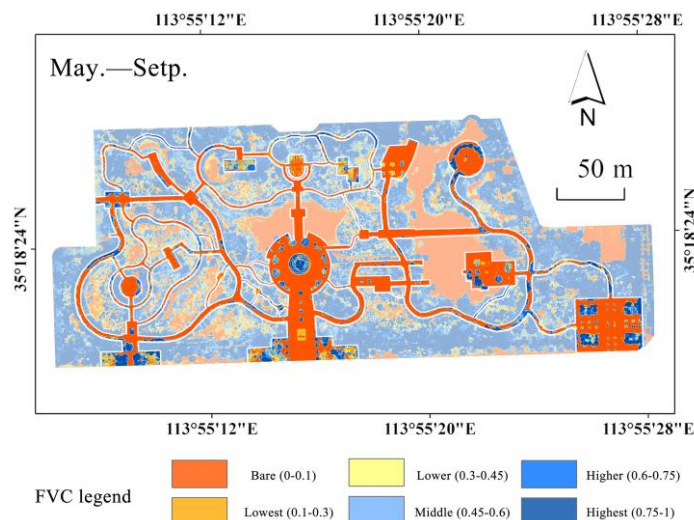 113°55'12"E 113°55'20"E 113°55'28"E
May.—Setp.
N
50 m
35°18'24"N 35°18'24"N
113°55'12"E 113°55'20"E 113°55'28"E
Bare (0-0.1) Lower (0.3-0.45) Higher (0.6-0.75)
FVC legend
Lowest (0.1-0.3) Middle (0.45-0.6) Highest (0.75-1)